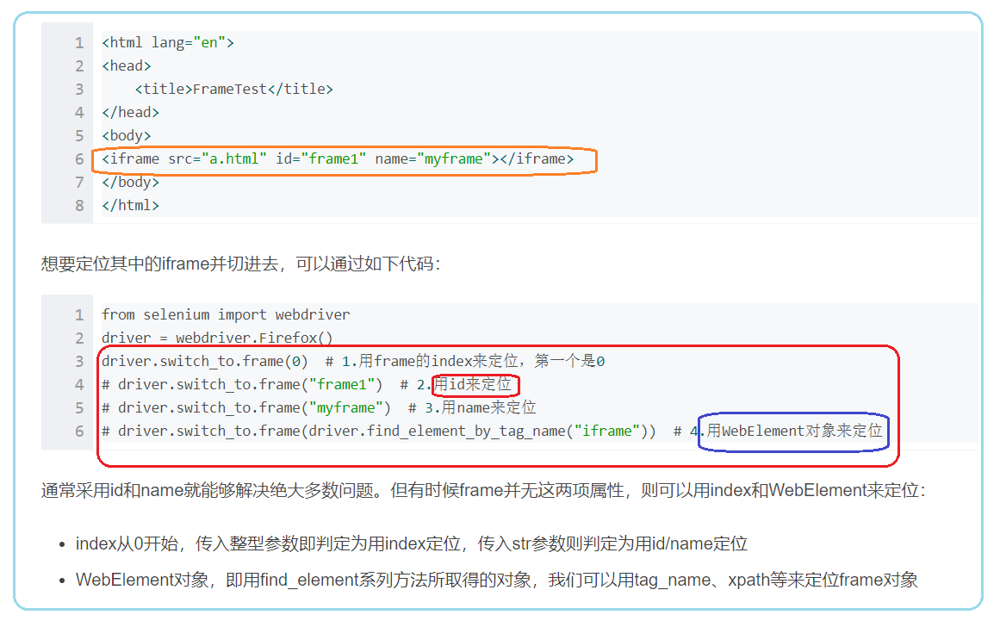 1 <html lang="en">
2 <head>
3     <title>FrameTest</title>
4 </head>
5 <body>
6 <iframe src="a.html" id="frame1" name="myframe"></iframe>
7 </body>
8 </html>
想要定位其中的iframe并切进去，可以通过如下代码：
1 from selenium import webdriver
2 driver = webdriver.Firefox()
3 driver.switch_to.frame(0)  # 1.用frame的index来定位，第一个是0
4 # driver.switch_to.frame("frame1")  # 2.用id来定位
5 # driver.switch_to.frame("myframe")  # 3.用name来定位
6 # driver.switch_to.frame(driver.find_element_by_tag_name("iframe"))  # 4.用WebElement对象来定位
通常采用id和name就能够解决绝大多数问题。但有时候frame并无这两项属性，则可以用index和WebElement来定位：
• index从0开始，传入整型参数即判定为用index定位，传入str参数则判定为用id/name定位
• WebElement对象，即用find_element系列方法所取得的对象，我们可以用tag_name、xpath等来定位frame对象